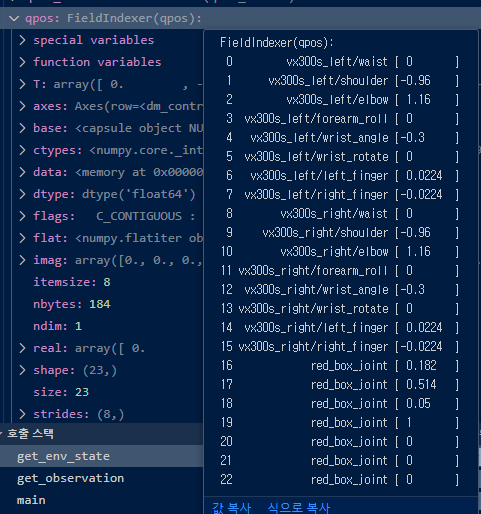 qpos: FieldIndexer(qpos):
special variables
function variables
T: array([ 0. , -
axes: Axes(row=<dm_contr
base: <capsule object NU
ctypes: <numpy.core._int
data: <memory at 0x00000
dtype: dtype('float64')
flags: C_CONTIGUOUS :
flat: <numpy.flatiter ob
imag: array([0., 0., 0.,
itemsize: 8
nbytes: 184
ndim: 1
real: array([ 0.
shape: (23,)
size: 23
strides: (8,)
호출 스택
get_env_state
get_observation
main
FieldIndexer(qpos):
0 vx300s_left/waist [ 0 ]
1 vx300s_left/shoulder [-0.96 ]
2 vx300s_left/elbow [ 1.16 ]
3 vx300s_left/forearm_roll [ 0 ]
4 vx300s_left/wrist_angle [-0.3 ]
5 vx300s_left/wrist_rotate [ 0 ]
6 vx300s_left/left_finger [ 0.0224 ]
7 vx300s_left/right_finger [-0.0224 ]
8 vx300s_right/waist [ 0 ]
9 vx300s_right/shoulder [-0.96 ]
10 vx300s_right/elbow [ 1.16 ]
11 vx300s_right/forearm_roll [ 0 ]
12 vx300s_right/wrist_angle [-0.3 ]
13 vx300s_right/wrist_rotate [ 0 ]
14 vx300s_right/left_finger [ 0.0224 ]
15 vx300s_right/right_finger [-0.0224 ]
16 red_box_joint [ 0.182 ]
17 red_box_joint [ 0.514 ]
18 red_box_joint [ 0.05 ]
19 red_box_joint [ 1 ]
20 red_box_joint [ 0 ]
21 red_box_joint [ 0 ]
22 red_box_joint [ 0 ]
값 복사 식으로 복사